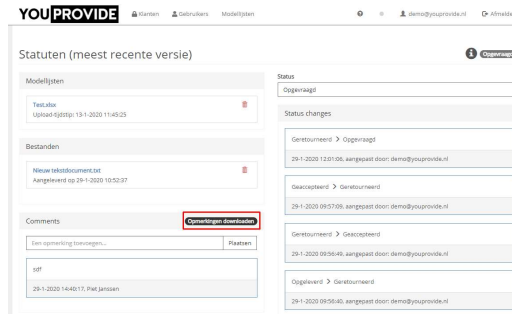 YOUPROVIDE Klanten Gebruikers Modellijsten demo@youprovide.nl Afmelde
Statuten (meest recente versie)
Opgevraagd
Modellijsten
Test.xlsx
Upload-tijdstip: 13-1-2020 11:45:25
Bestanden
Nieuw tekstdocument.txt
Aangeleverd op 29-1-2020 10:52:37
Comments Opmerkingen downloaden
Een opmerking toevoegen... Plaatsen
sdf
29-1-2020 14:40:17, Piet Janssen
Status
Opgevraagd
Status changes
Geretourneerd > Opgevraagd
29-1-2020 12:01:06, aangepast door: demo@youprovide.nl
Geaccepteerd > Geretourneerd
29-1-2020 09:57:09, aangepast door: demo@youprovide.nl
Geretourneerd > Geaccepteerd
29-1-2020 09:56:49, aangepast door: demo@youprovide.nl
Opgeleverd > Geretourneerd
29-1-2020 09:56:40, aangepast door: demo@youprovide.nl